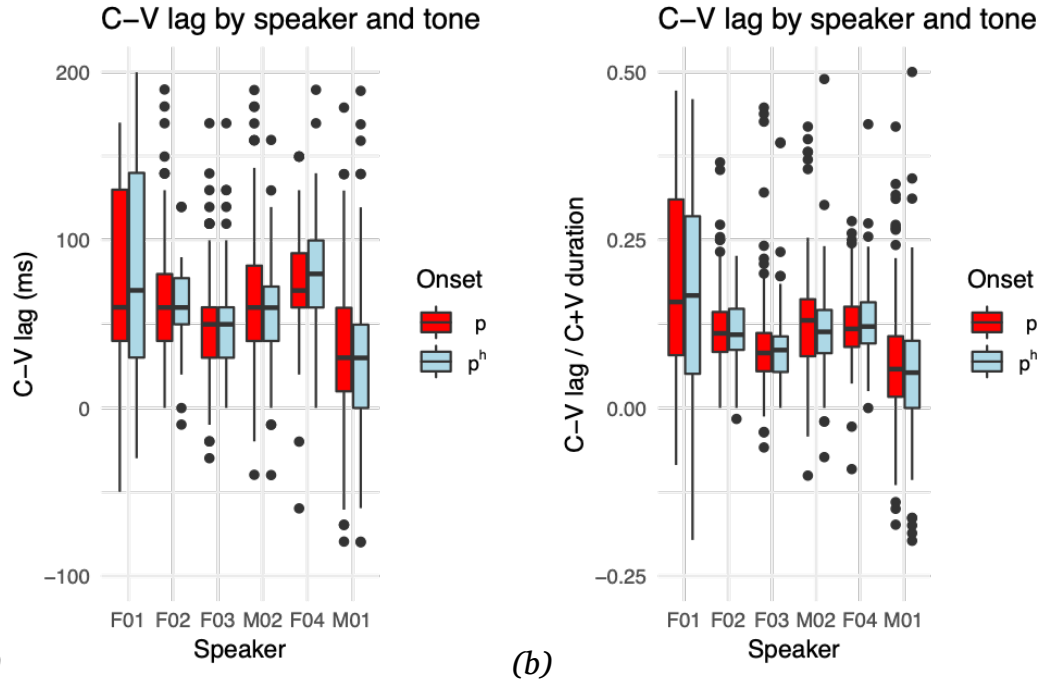 C−V lag by speaker and tone
C−V lag (ms)
200
100
0
−100
F01 F02 F03 M02 F04 M01
Speaker
Onset
p
pʰ
(b)
C−V lag by speaker and tone
C−V lag / C+V duration
0.50
0.25
0.00
−0.25
F01 F02 F03 M02 F04 M01
Speaker
Onset
p
pʰ